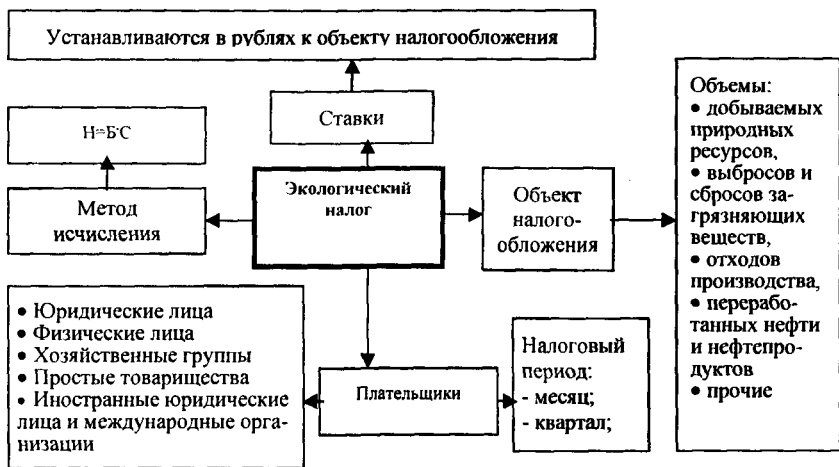 Устанавливаются в рублях к объекту налогообложения
Ставки
Н=Б·С
Метод
исчисления
Экологический
налог
Объект
налого-
обложения
Объемы:
• добываемых
природных
ресурсов,
• выбросов и
сбросов за-
грязняющих
веществ,
• отходов
производства,
• перерабо-
танных нефти
и нефтепро-
дуктов
• прочие
• Юридические лица
• Физические лица
• Хозяйственные группы
• Простые товарищества
• Иностранные юридические
лица и международные орга-
низации
Плательщики
Налоговый
период:
- месяц;
- квартал;